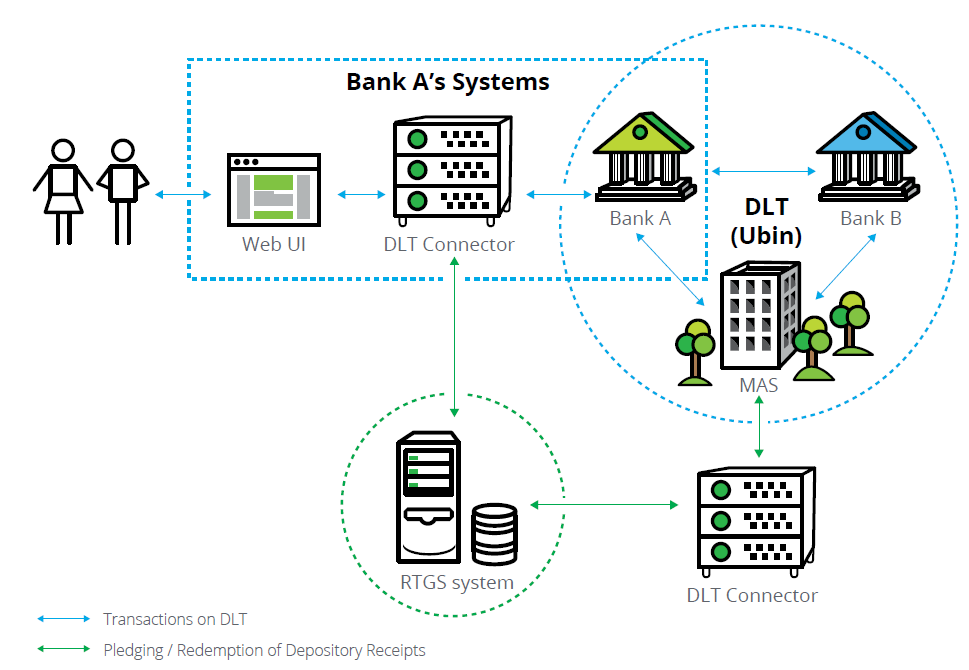 Bank A's Systems
Web UI
DLT Connector
Bank A
Bank B
DLT
(Ubin)
MAS
RTGS system
DLT Connector
Transactions on DLT
Pledging / Redemption of Depository Receipts